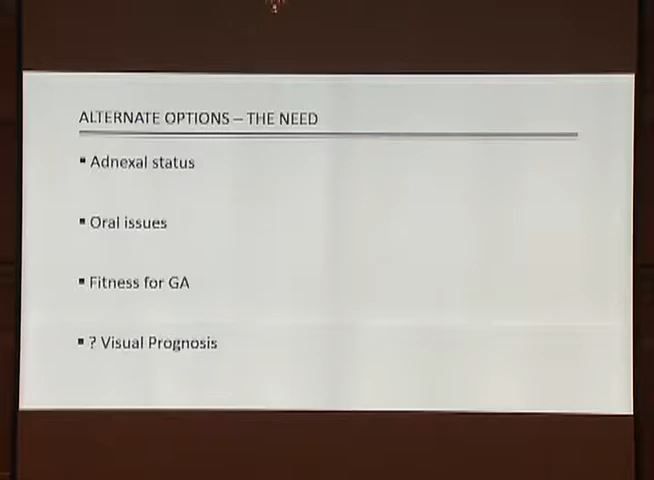 ALTERNATE OPTIONS – THE NEED
▪ Adnexal status
▪ Oral issues
▪ Fitness for GA
▪ ? Visual Prognosis